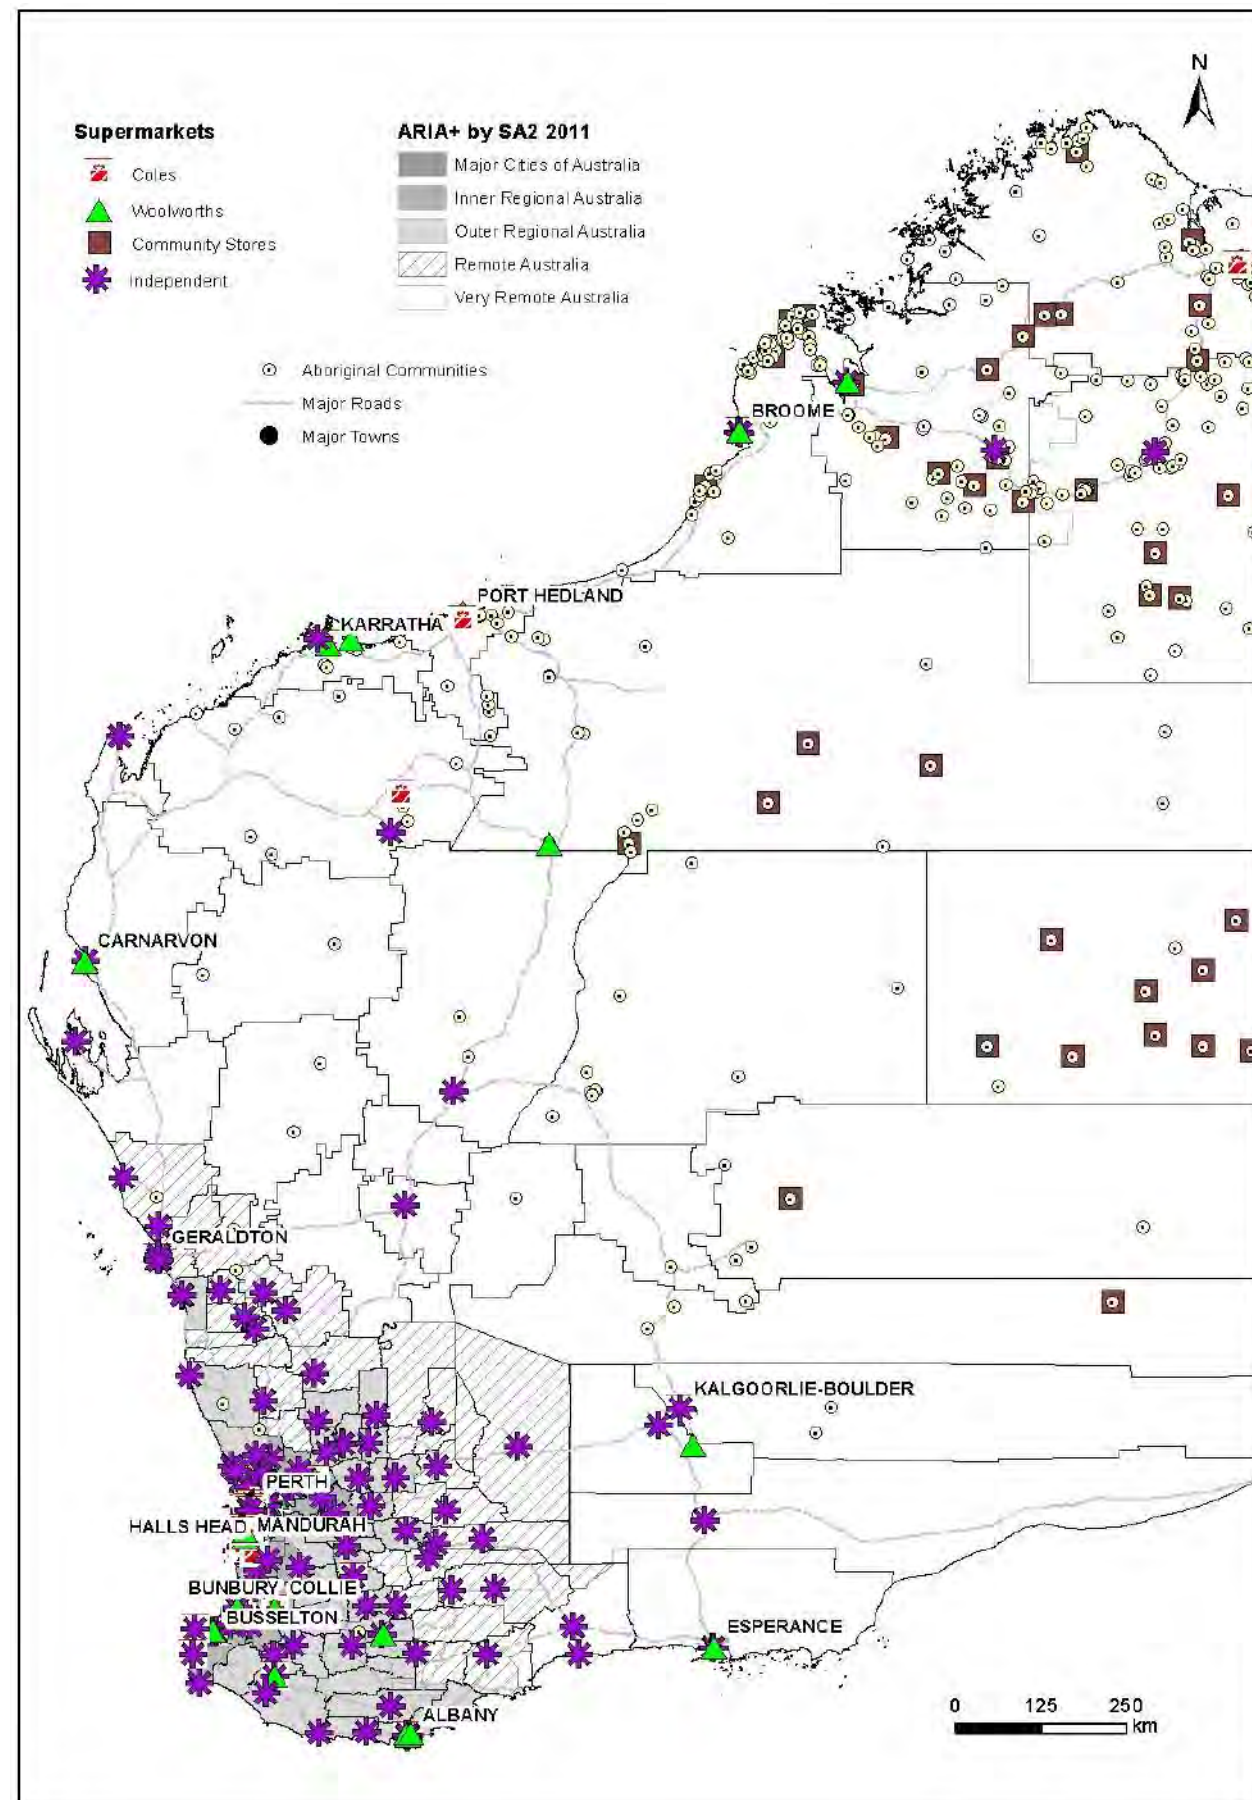 N
Supermarkets
Coles
Woolworths
Community Stores
Independent
ARIA+ by SA2 2011
Major Cities of Australia
Inner Regional Australia
Outer Regional Australia
Remote Australia
Very Remote Australia
Aboriginal Communities
Major Roads
Major Towns
BROOME
PORT HEDLAND
KARRATHA
CARNARVON
GERALDTON
KALGOORLIE-BOULDER
PERTH
HALLS HEAD
MANDURAH
BUNBURY
COLLIE
BUSSELTON
ESPERANCE
ALBANY
0 125 250
km